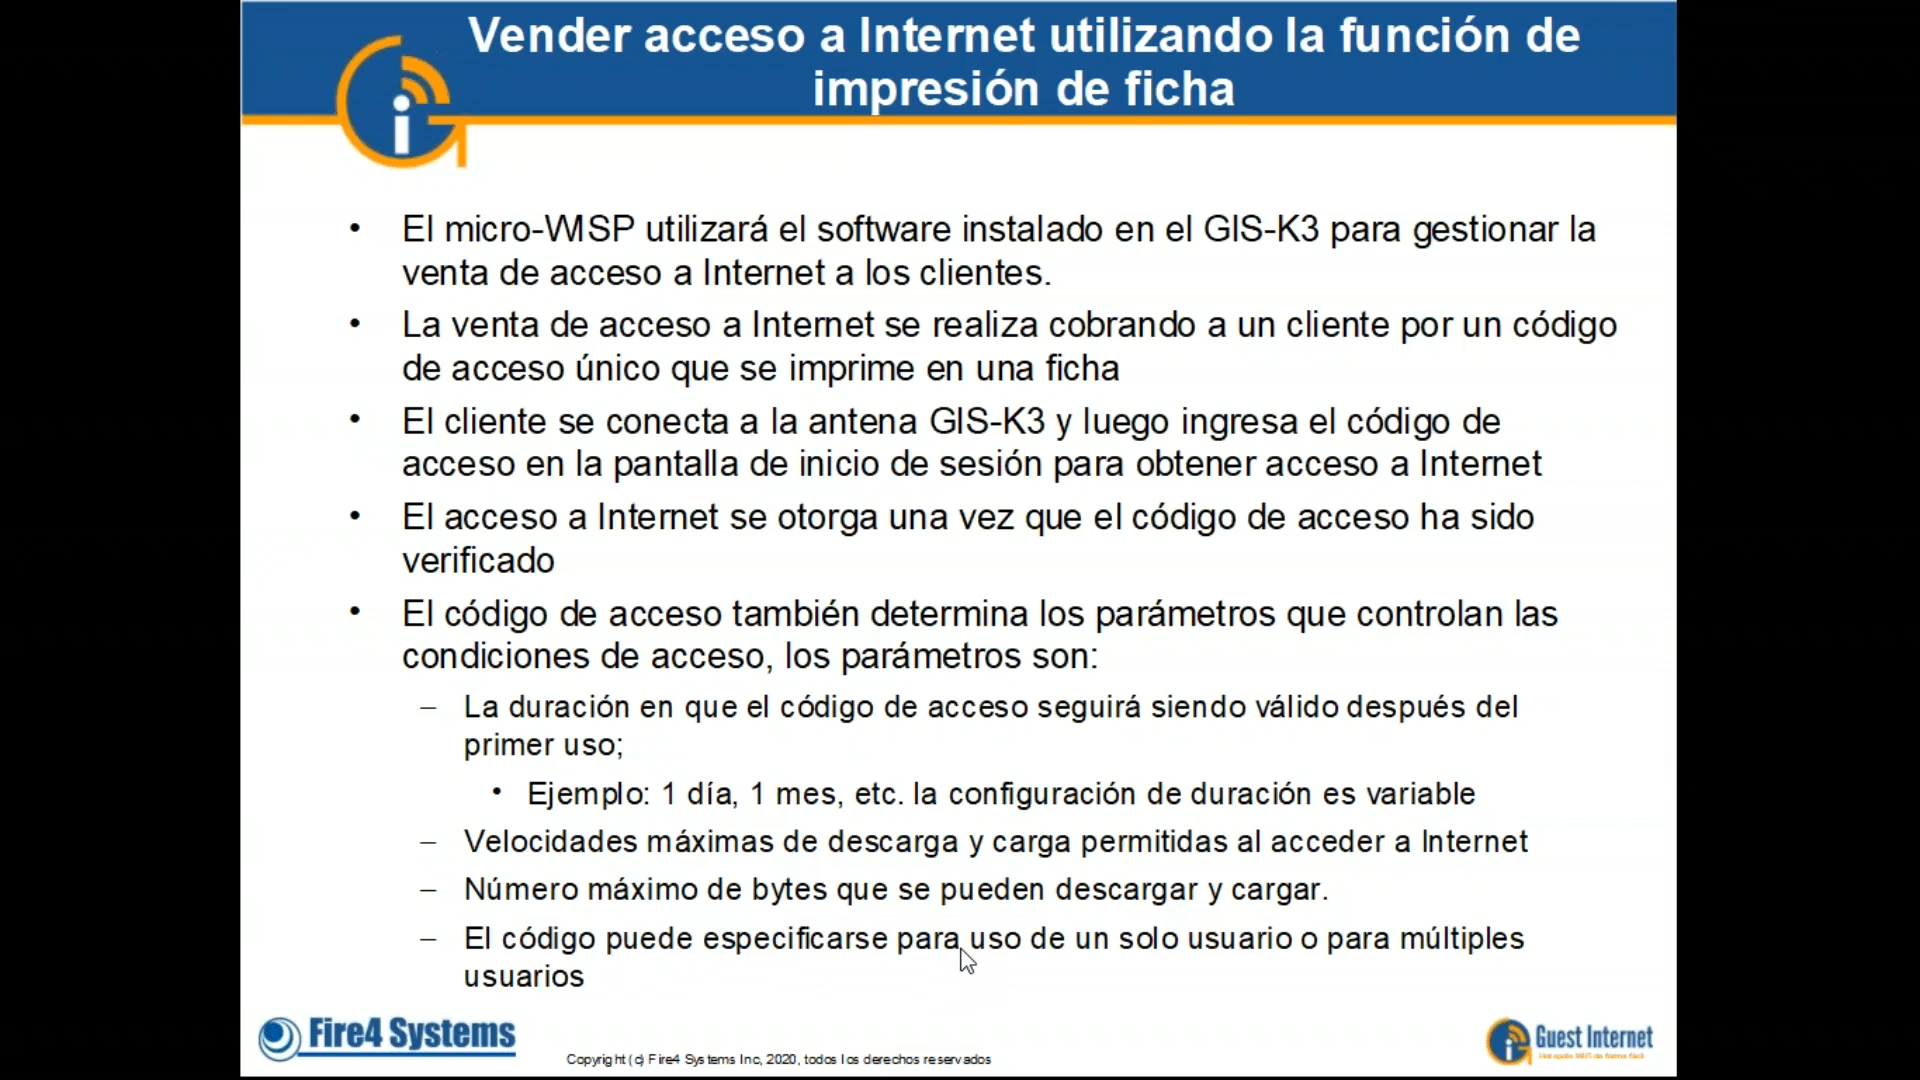 Vender acceso a Internet utilizando la función de
impresión de ficha
• El micro-WISP utilizará el software instalado en el GIS-K3 para gestionar la
venta de acceso a Internet a los clientes.
• La venta de acceso a Internet se realiza cobrando a un cliente por un código
de acceso único que se imprime en una ficha
• El cliente se conecta a la antena GIS-K3 y luego ingresa el código de
acceso en la pantalla de inicio de sesión para obtener acceso a Internet
• El acceso a Internet se otorga una vez que el código de acceso ha sido
verificado
• El código de acceso también determina los parámetros que controlan las
condiciones de acceso, los parámetros son:
– La duración en que el código de acceso seguirá siendo válido después del
primer uso;
• Ejemplo: 1 día, 1 mes, etc. la configuración de duración es variable
– Velocidades máximas de descarga y carga permitidas al acceder a Internet
– Número máximo de bytes que se pueden descargar y cargar.
– El código puede especificarse para uso de un solo usuario o para múltiples
usuarios
Fire4 Systems
Copyright (c) Fire4 Systems Inc, 2020, todos los derechos reservados
Guest Internet
Hotspots WiFi de forma fácil